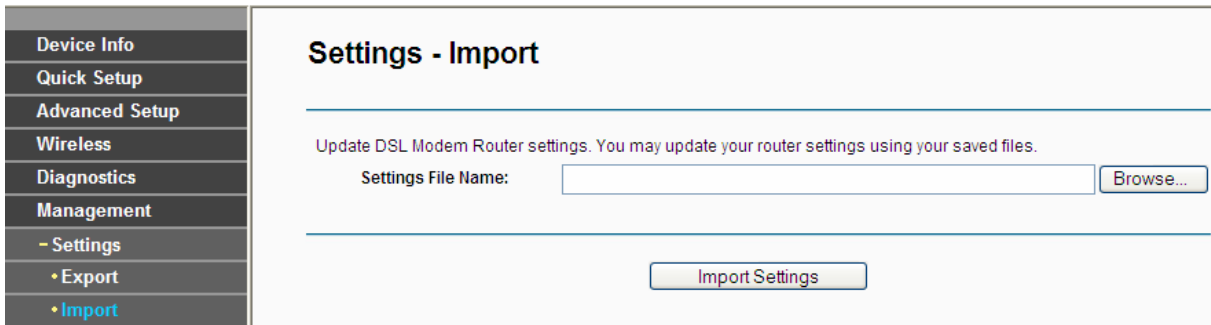 Device Info
Quick Setup
Advanced Setup
Wireless
Diagnostics
Management
- Settings
• Export
• Import
Settings - Import
Update DSL Modem Router settings. You may update your router settings using your saved files.
Settings File Name:
Browse...
Import Settings